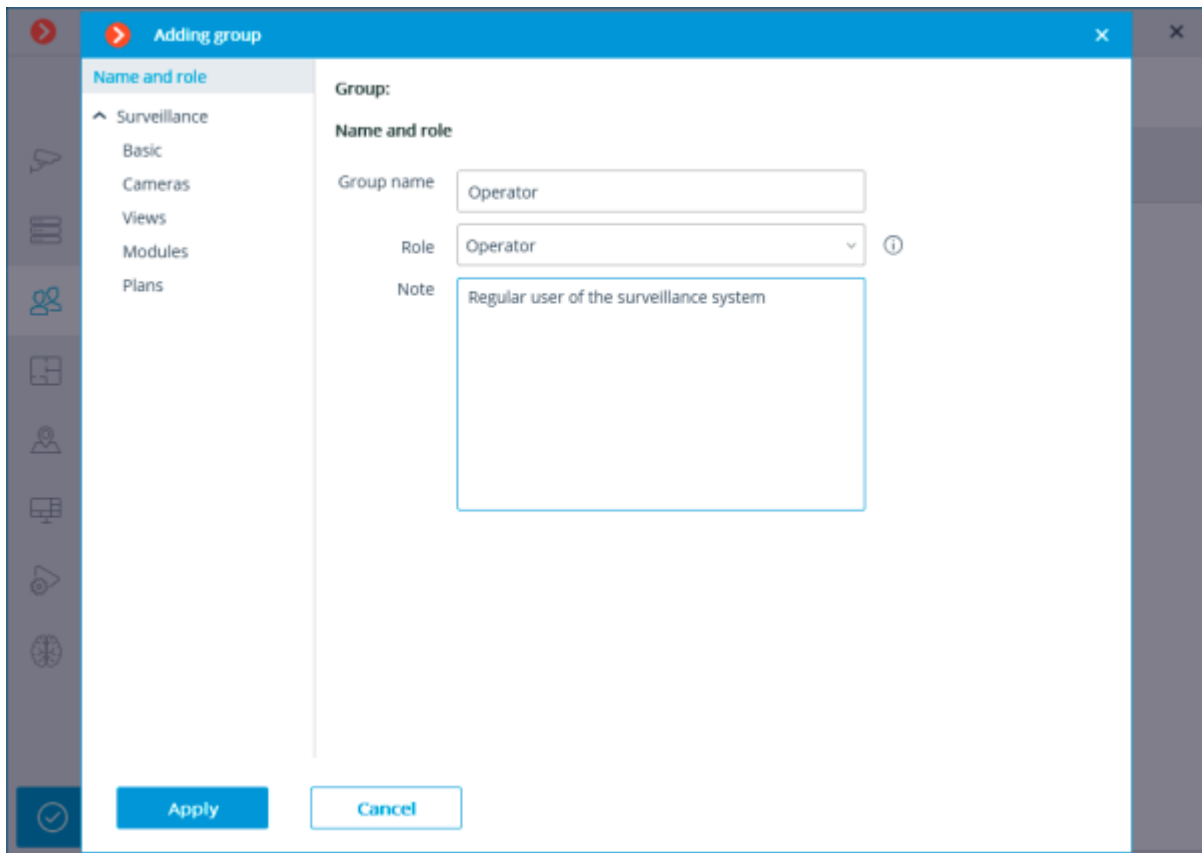 Adding group
Name and role
Surveillance
Basic
Cameras
Views
Modules
Plans
Group:
Name and role
Group name
Operator
Role
Operator
Note
Regular user of the surveillance system
Apply
Cancel